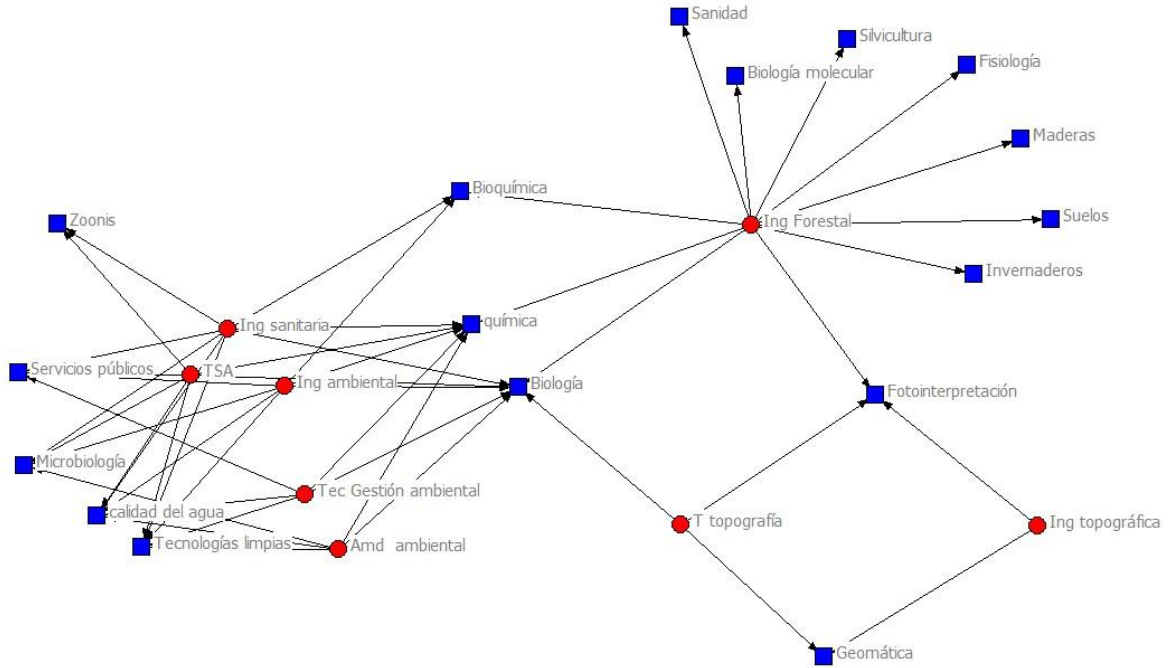 Sanidad
Silvicultura
Fisiología
Biología molecular
Maderas
Bioquímica
Zoonis
Ing Forestal
Suelos
Invernaderos
Ing sanitaria
química
Servicios públicos
TSA
Ing ambiental
Biología
Fotointerpretación
Microbiología
Tec Gestión ambiental
calidad del agua
T topografía
Ing topográfica
Tecnologías limpias
Amd ambiental
Geomática